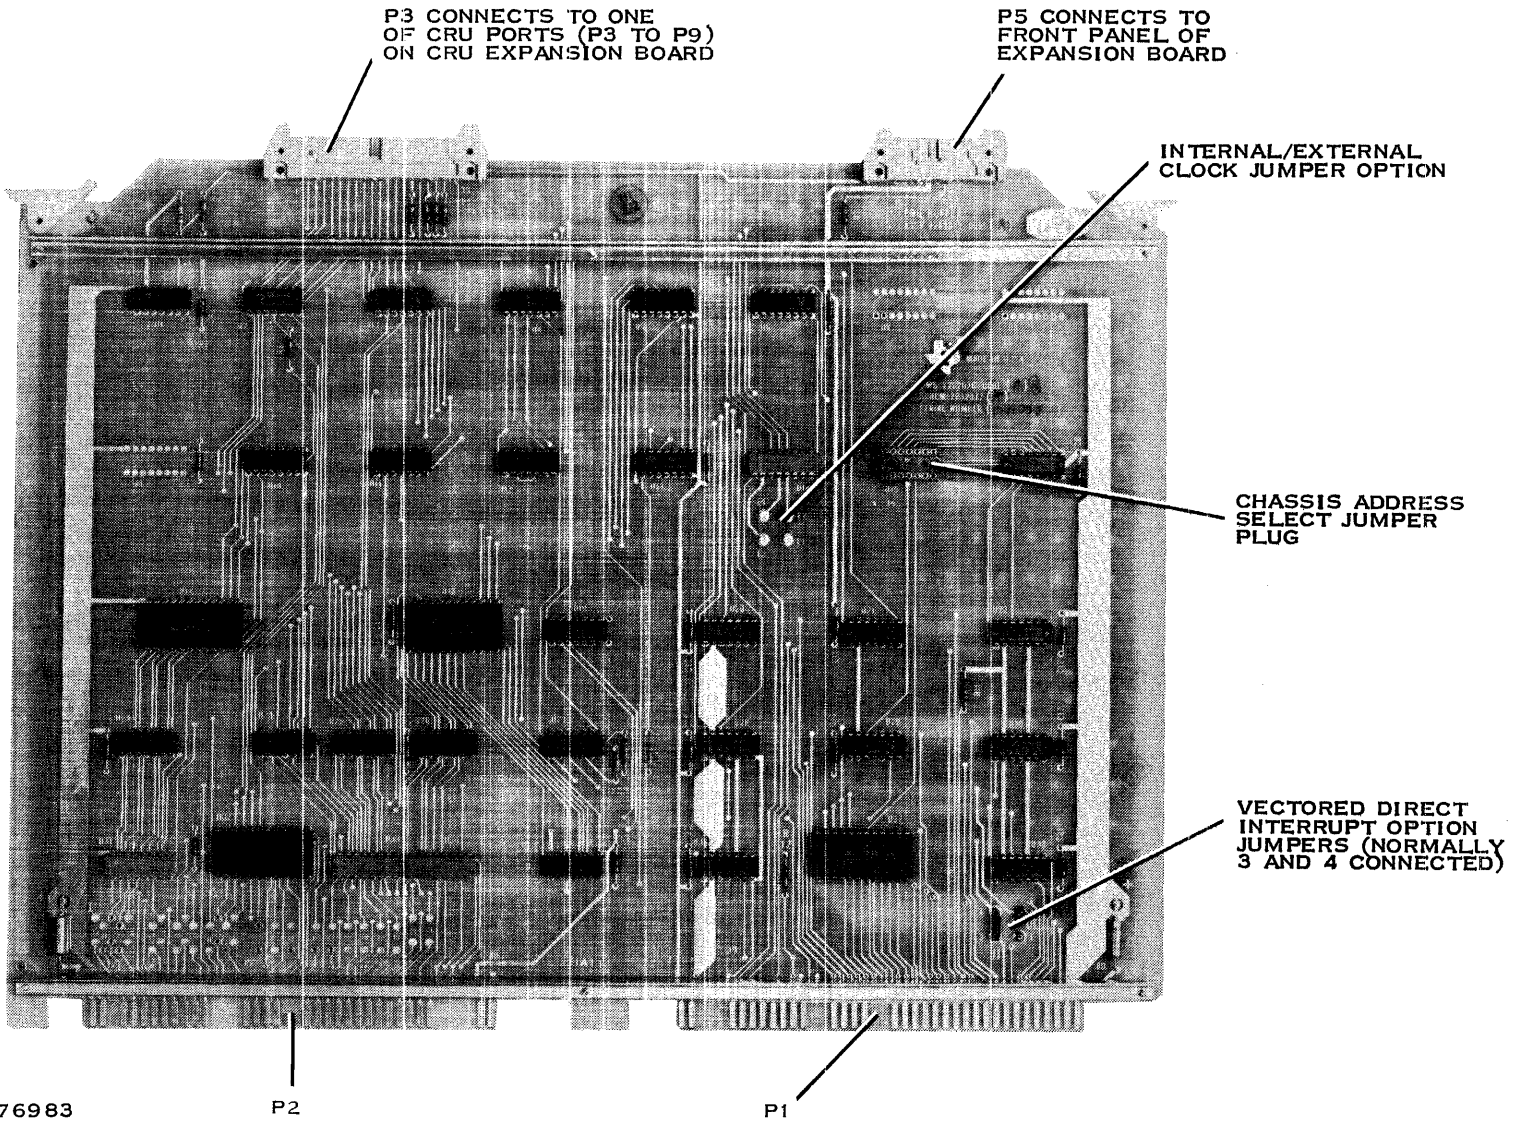 P3 CONNECTS TO ONE
OF CRU PORTS (P3 TO P9)
ON CRU EXPANSION BOARD
P5 CONNECTS TO
FRONT PANEL OF
EXPANSION BOARD
INTERNAL/EXTERNAL
CLOCK JUMPER OPTION
CHASSIS ADDRESS
SELECT JUMPER
PLUG
VECTORED DIRECT
INTERRUPT OPTION
JUMPERS (NORMALLY
3 AND 4 CONNECTED)
76983
P2
P1